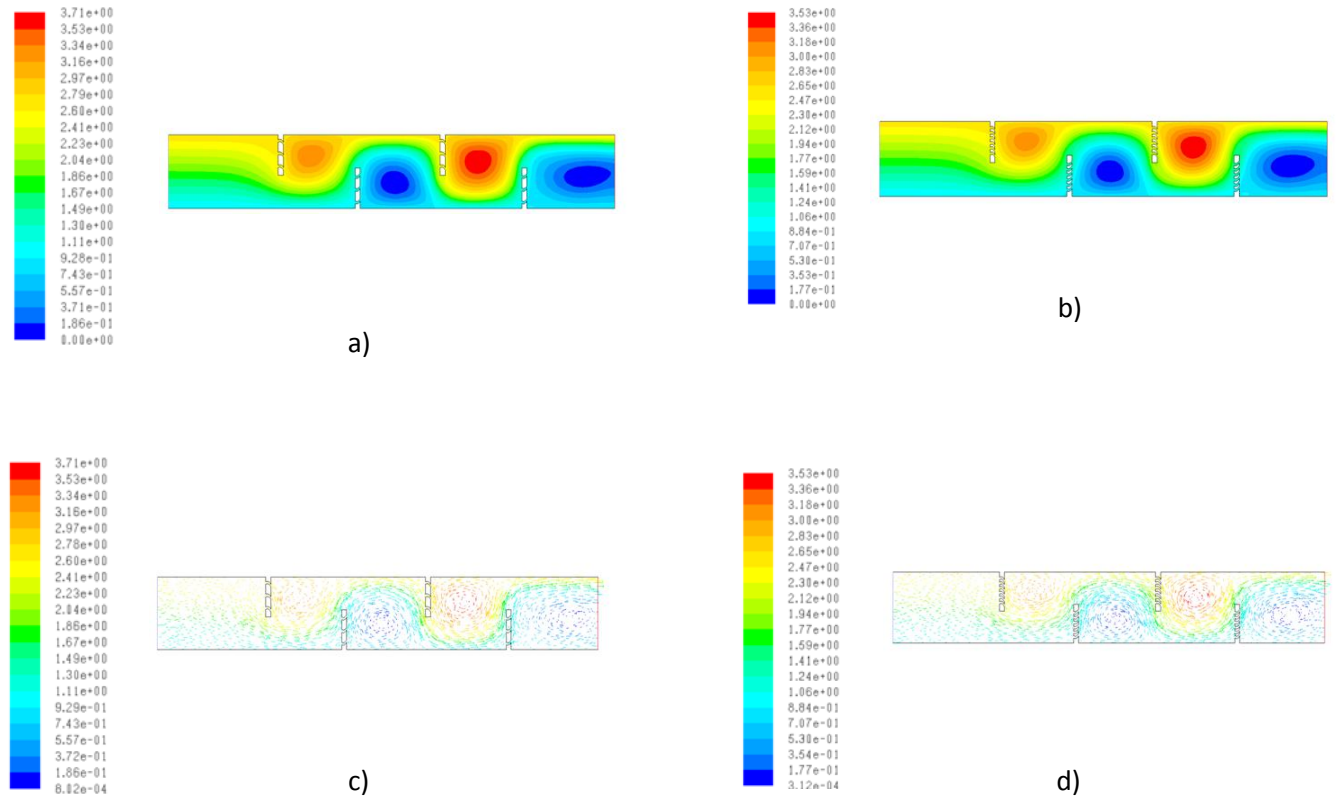 3.71e+00
3.53e+00
3.16e+00
2.97e+00
2.79e+00
2.60e+00
2.41e+00
2.23e+00
2.04e+00
1.86e+00
1.67e+00
1.49e+00
1.30e+00
1.11e+00
9.28e-01
7.43e-01
5.57e-01
3.71e-01
1.86e-01
0.00e+00
a)
3.53e+00
3.36e+00
3.18e+00
3.00e+00
2.83e+00
2.65e+00
2.47e+00
2.30e+00
2.12e+00
1.94e+00
1.77e+00
1.59e+00
1.41e+00
1.06e+00
8.84e-01
7.07e-01
5.30e-01
3.53e-01
1.77e-01
0.00e+00
b)
3.71e+00
3.53e+00
3.34e+00
3.16e+00
2.97e+00
2.78e+00
2.60e+00
2.41e+00
2.23e+00
2.04e+00
1.86e+00
1.67e+00
1.49e+00
1.30e+00
1.11e+00
9.29e-01
7.43e-01
5.57e-01
3.72e-01
1.86e-01
8.02e-04
c)
3.53e+00
3.36e+00
3.18e+00
3.00e+00
2.83e+00
2.65e+00
2.47e+00
2.30e+00
2.12e+00
1.94e+00
1.77e+00
1.59e+00
1.41e+00
1.24e+00
1.06e+00
8.84e-01
7.07e-01
5.30e-01
3.54e-01
1.77e-01
3.12e-04
d)